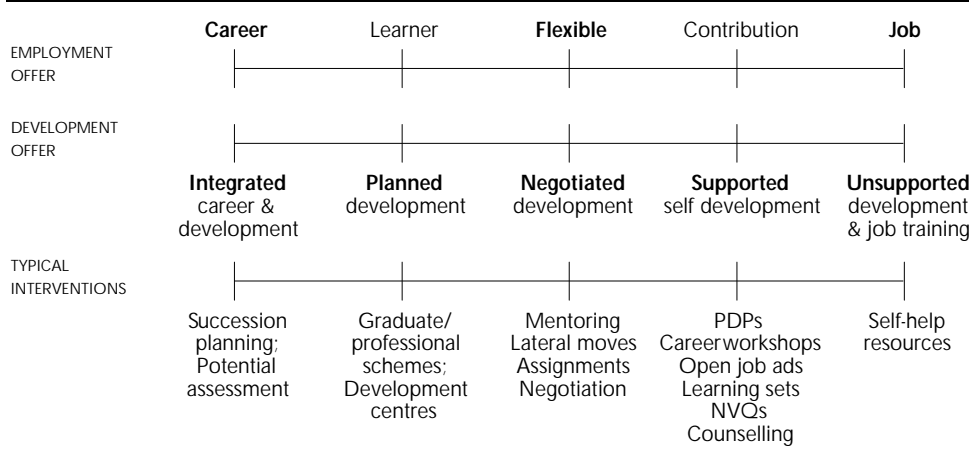 Career Learner Flexible Contribution Job
EMPLOYMENT
OFFER
DEVELOPMENT
OFFER
Integrated Planned Negotiated Supported Unsupported
career & development development self development development
development & job training
TYPICAL
INTERVENTIONS
Succession Graduate/ Mentoring PDPs Self-help
planning; professional Lateral moves Careerworkshops resources
Potential schemes; Assignments Open job ads
assessment Development Negotiation Learning sets
centres NVQs
Counselling